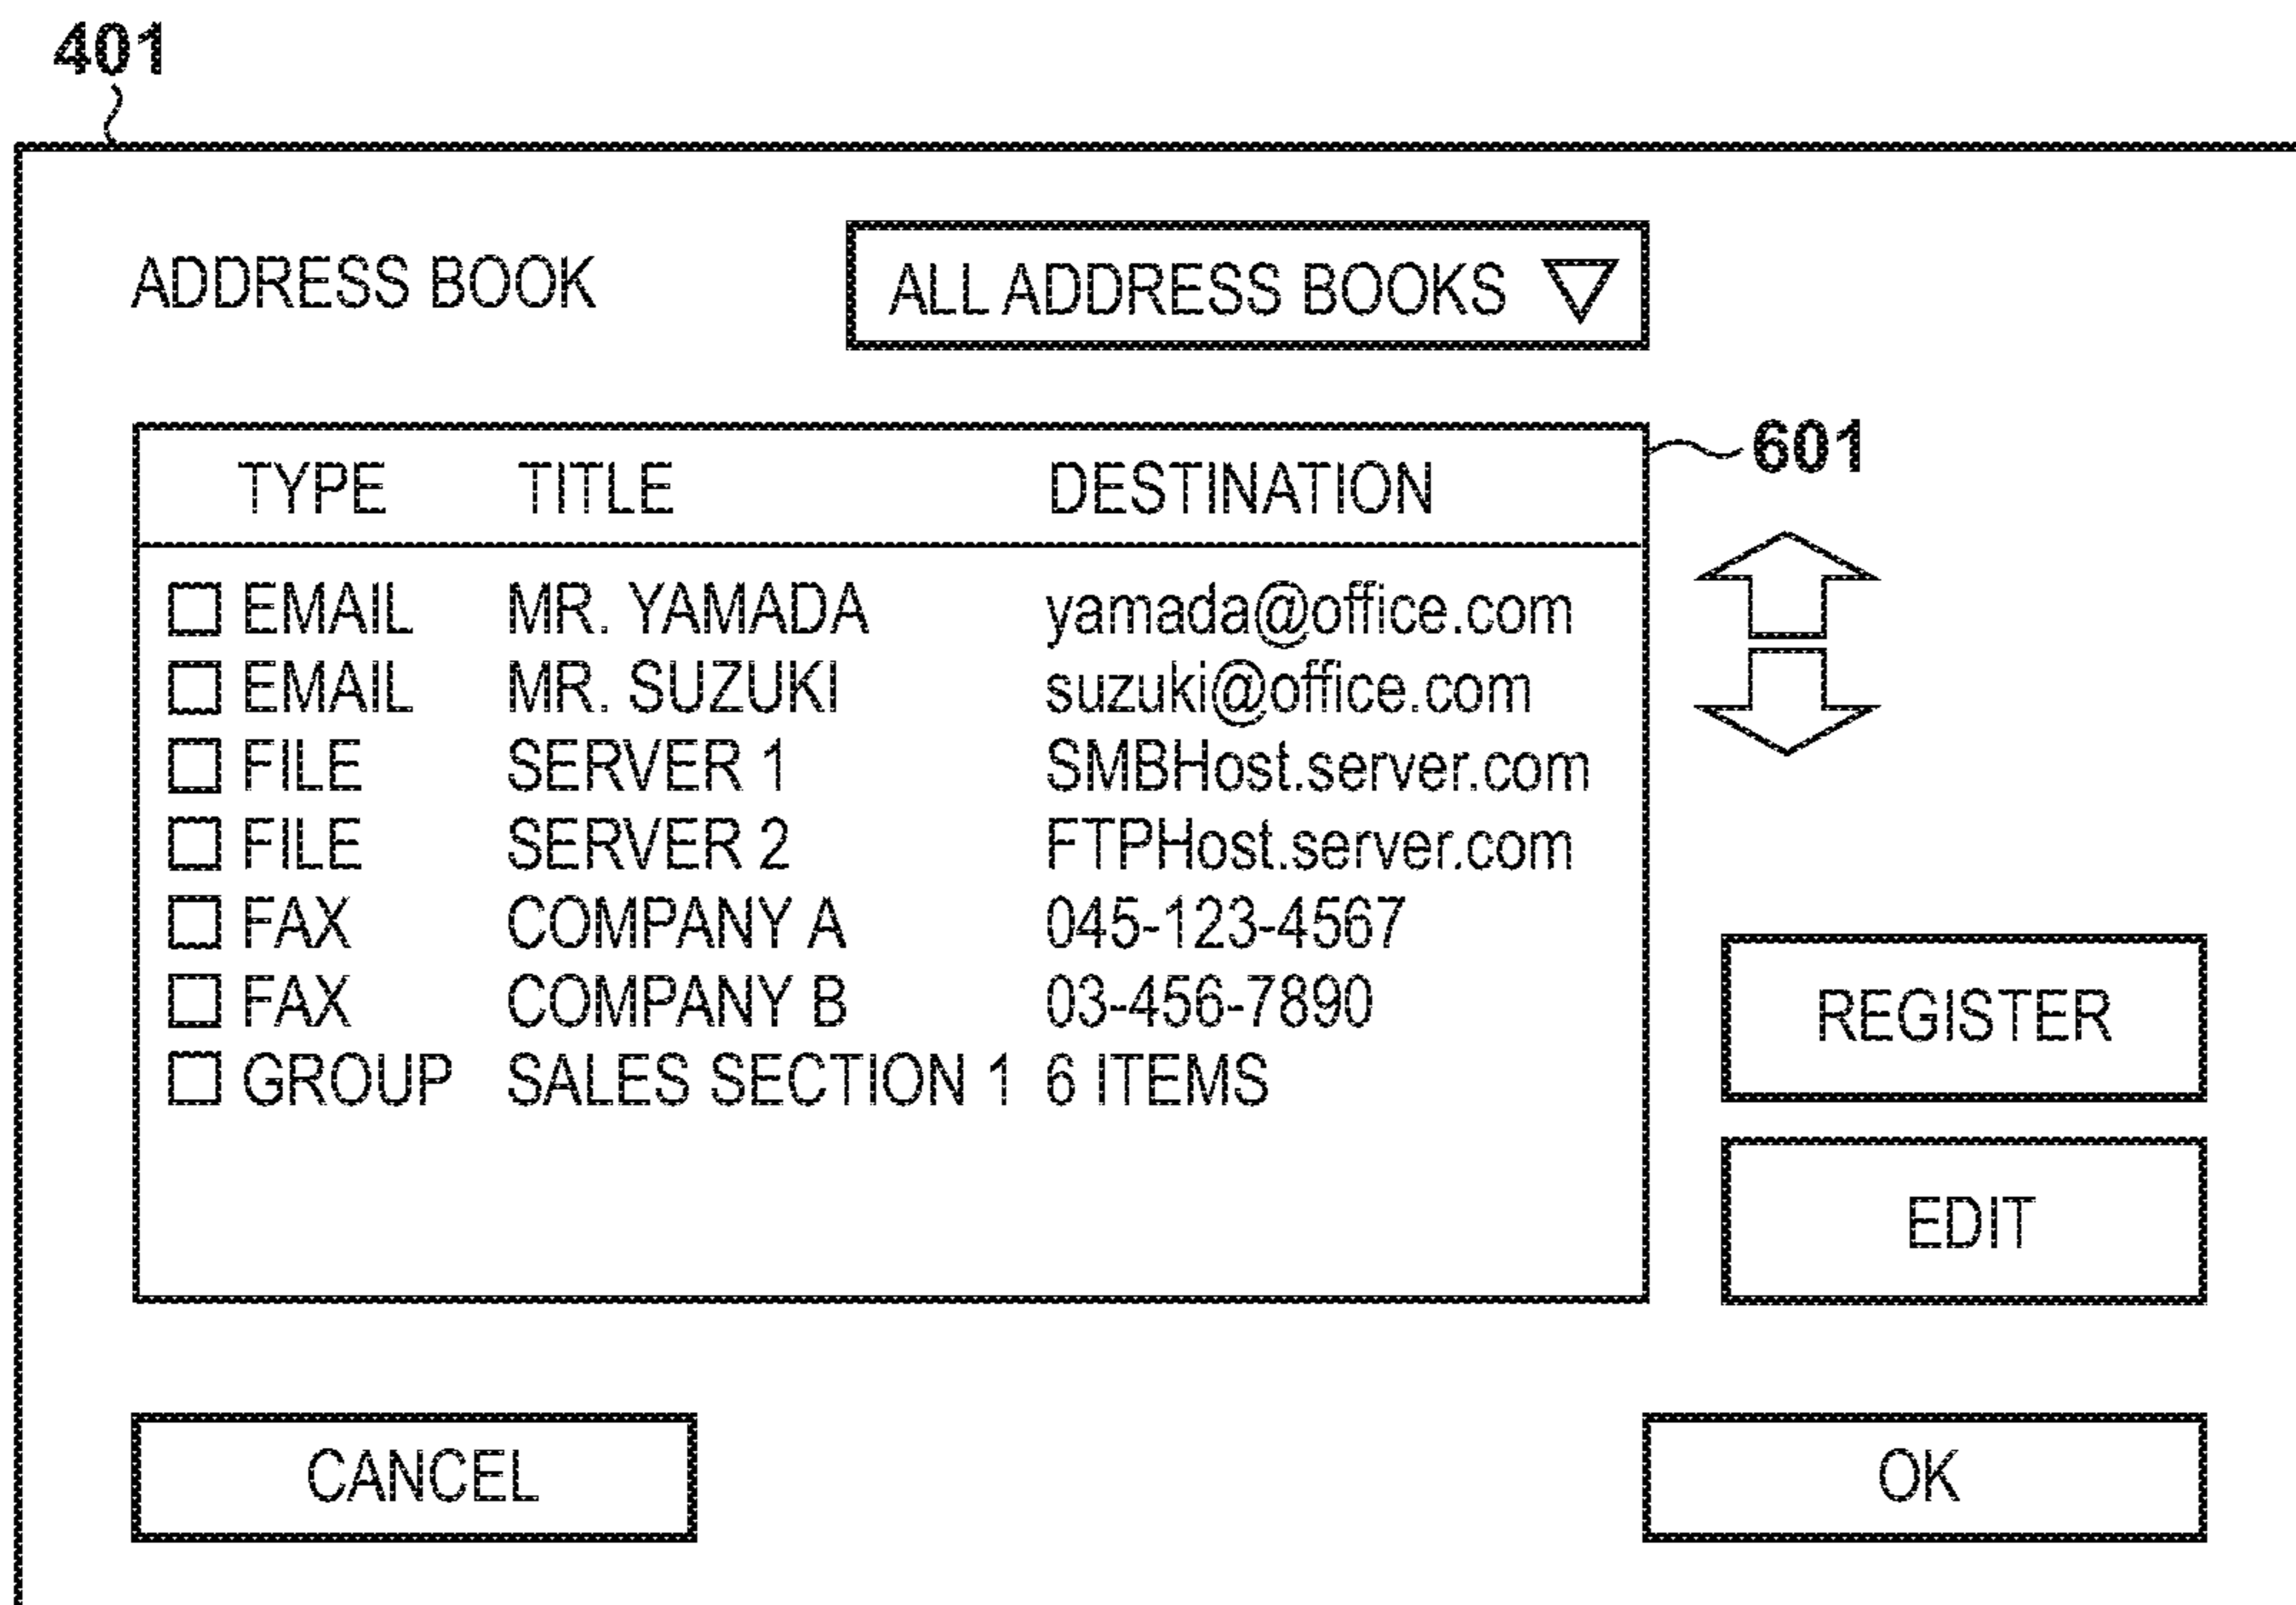 401
ADDRESS BOOK ALL ADDRESS BOOKS
601
TYPE TITLE DESTINATION
EMAIL MR. YAMADA yamada@office.com
EMAIL MR. SUZUKI suzuki@office.com
FILE SERVER 1 SMBHost.server.com
FILE SERVER 2 FTPHost.server.com
FAX COMPANY A 045-123-4567
FAX COMPANY B 03-456-7890
GROUP SALES SECTION 1 6 ITEMS
REGISTER
EDIT
CANCEL OK